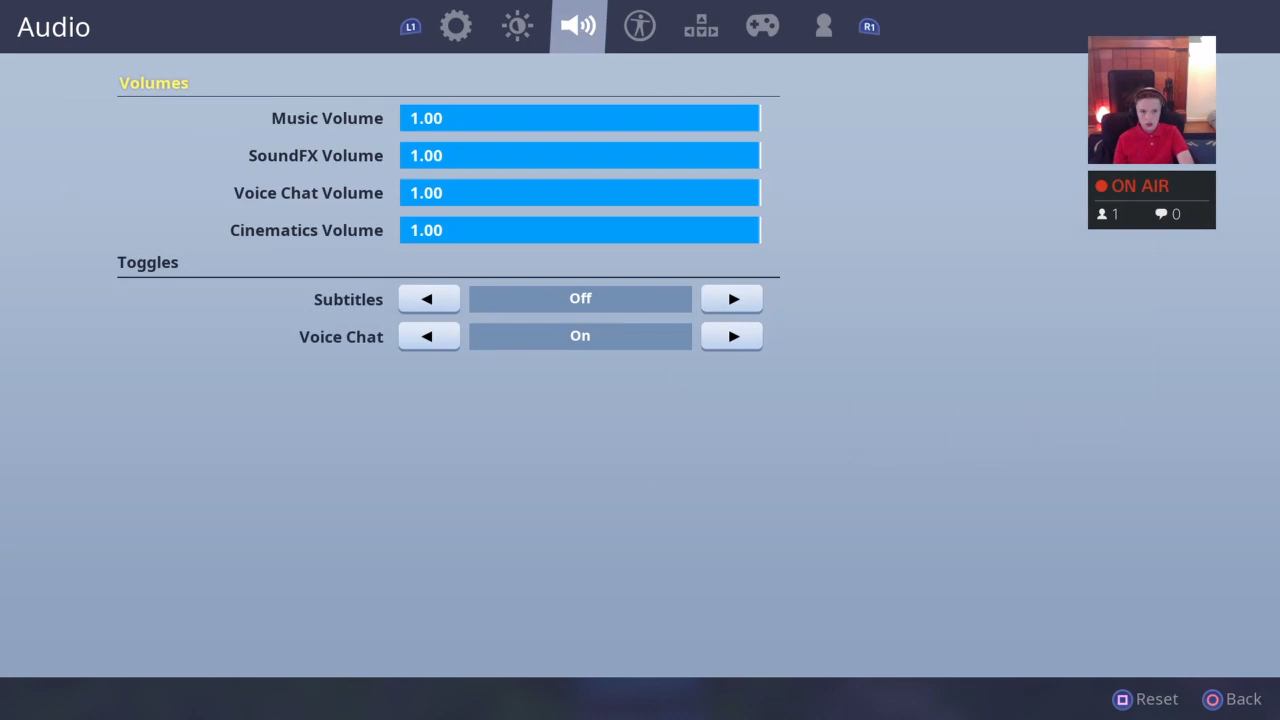 Audio
L1
R1
Volumes
Music Volume 1.00
SoundFX Volume 1.00
Voice Chat Volume 1.00
Cinematics Volume 1.00
Toggles
Subtitles Off
Voice Chat On
ON AIR
1 0
Reset Back